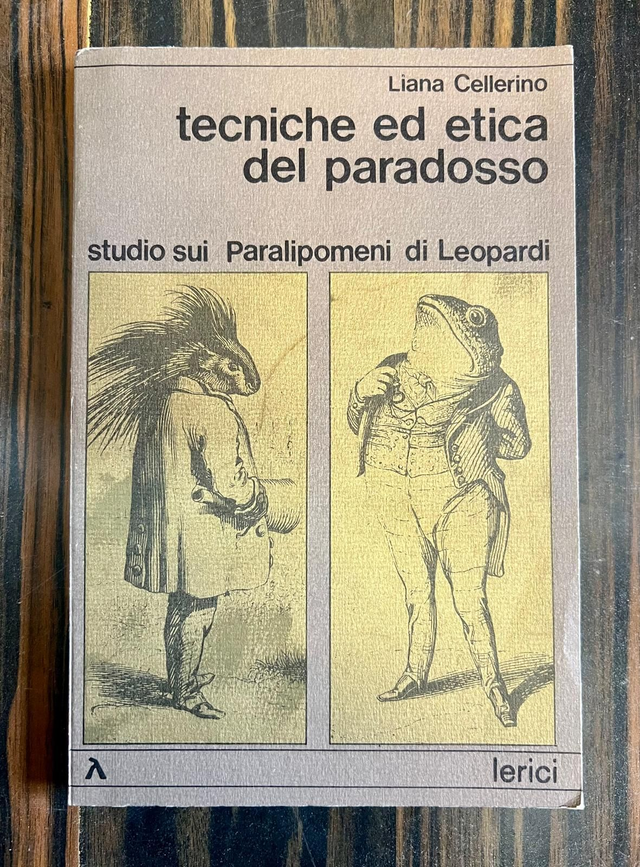 Liana Cellerino
tecniche ed etica
del paradosso
studio sui Paralipomeni di Leopardi
λ
lerici